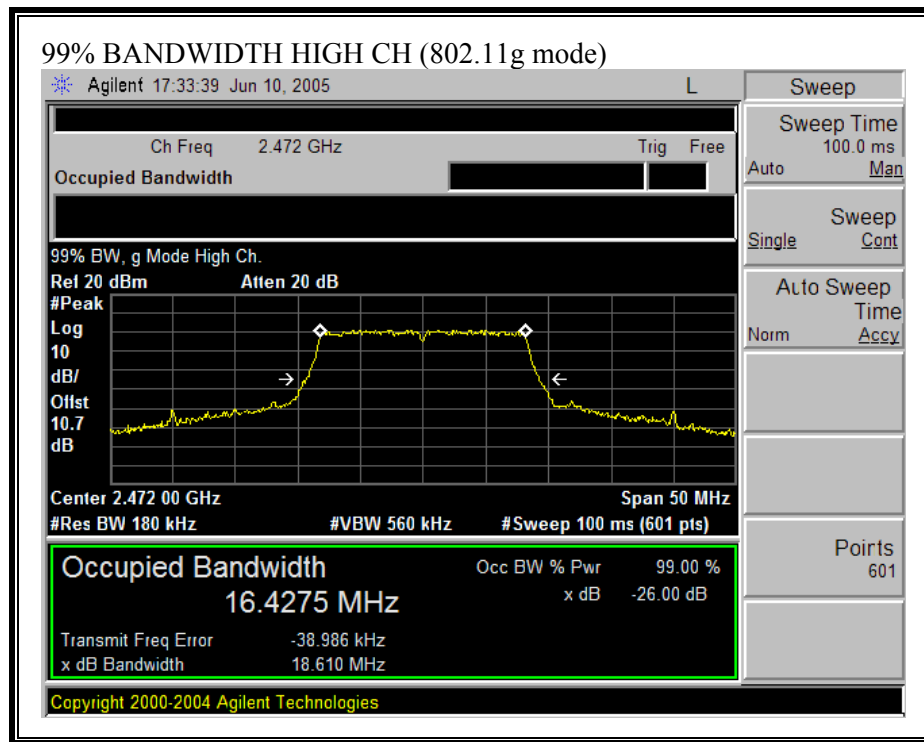 99% BANDWIDTH HIGH CH (802.11g mode)
Agilent 17:33:39 Jun 10, 2005 L
Ch Freq 2.472 GHz Trig Free
Occupied Bandwidth
99% BW, g Mode High Ch.
Ref 20 dBm Atten 20 dB
#Peak
Log
10
dB/
Offst
10.7
dB
Center 2.472 00 GHz Span 50 MHz
#Res BW 180 kHz #VBW 560 kHz #Sweep 100 ms (601 pts)
Occupied Bandwidth
16.4275 MHz
Occ BW % Pwr 99.00 %
x dB -26.00 dB
Transmit Freq Error -38.986 kHz
x dB Bandwidth 18.610 MHz
Copyright 2000-2004 Agilent Technologies
Sweep
Sweep Time
100.0 ms
Auto Man
Sweep
Single Cont
Auto Sweep
Time
Norm Accy
Points
601